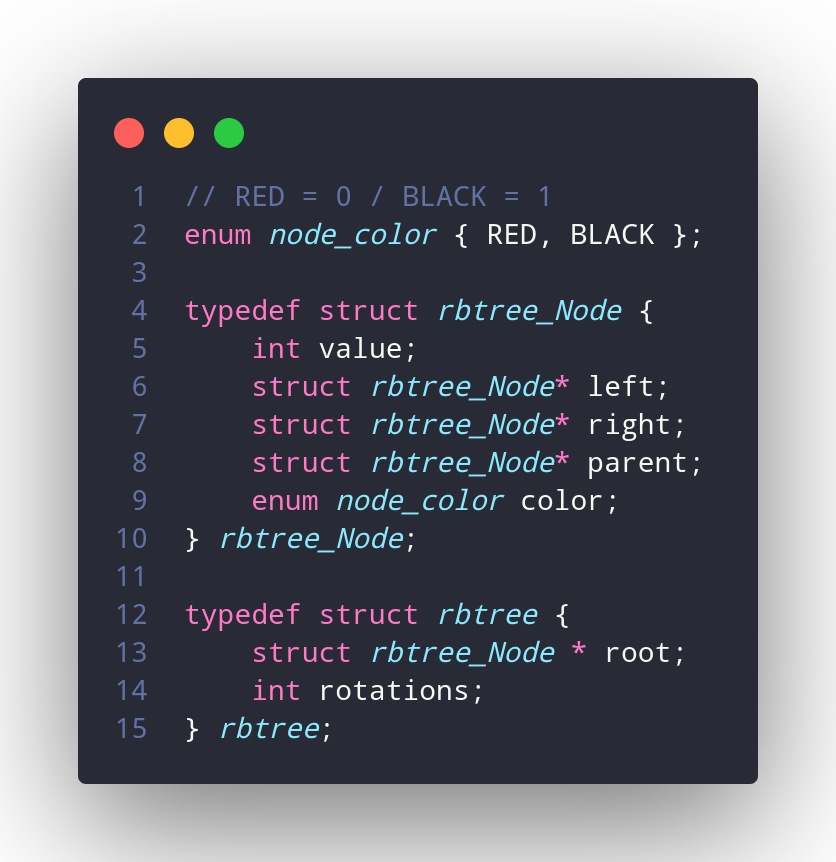 1 // RED = 0 / BLACK = 1
2 enum node_color { RED, BLACK };
3
4 typedef struct rbtree_Node {
5     int value;
6     struct rbtree_Node* left;
7     struct rbtree_Node* right;
8     struct rbtree_Node* parent;
9     enum node_color color;
10 } rbtree_Node;
11
12 typedef struct rbtree {
13     struct rbtree_Node * root;
14     int rotations;
15 } rbtree;